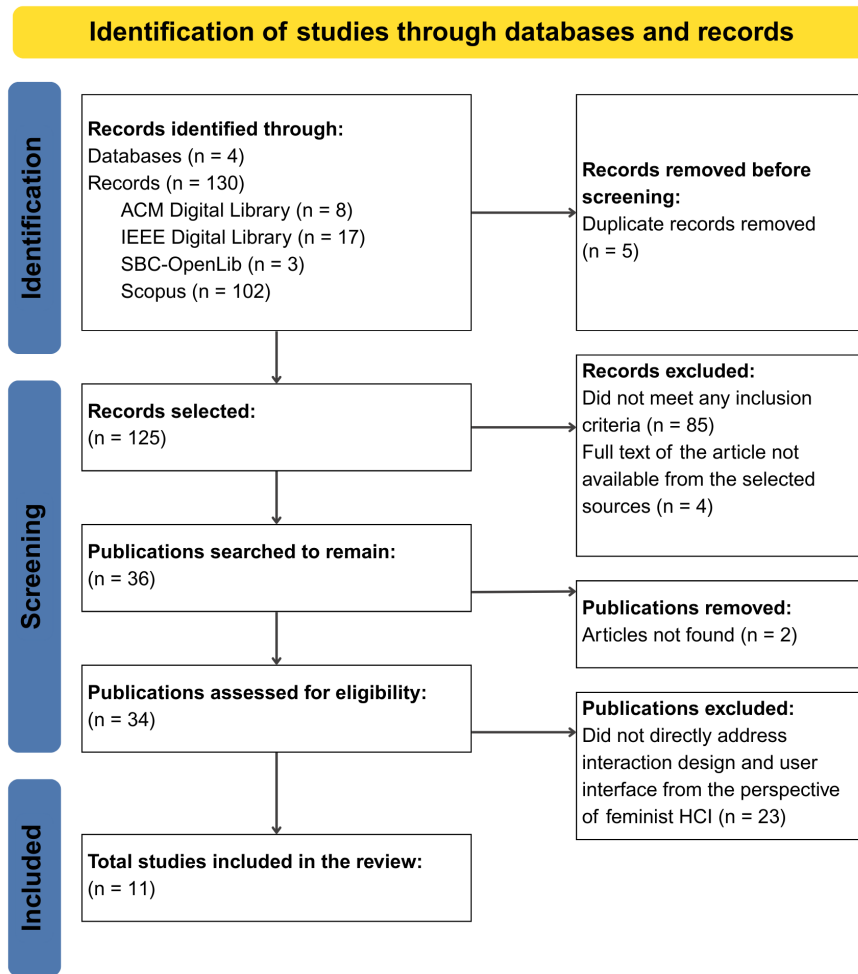 Identification of studies through databases and records
Identification
Records identified through:
Databases (n = 4)
Records (n = 130)
ACM Digital Library (n = 8)
IEEE Digital Library (n = 17)
SBC-OpenLib (n = 3)
Scopus (n = 102)
Records removed before
screening:
Duplicate records removed
(n = 5)
Screening
Records selected:
(n = 125)
Records excluded:
Did not meet any inclusion
criteria (n = 85)
Full text of the article not
available from the selected
sources (n = 4)
Publications searched to remain:
(n = 36)
Publications removed:
Articles not found (n = 2)
Publications assessed for eligibility:
(n = 34)
Publications excluded:
Did not directly address
interaction design and user
interface from the perspective
of feminist HCI (n = 23)
Included
Total studies included in the review:
(n = 11)